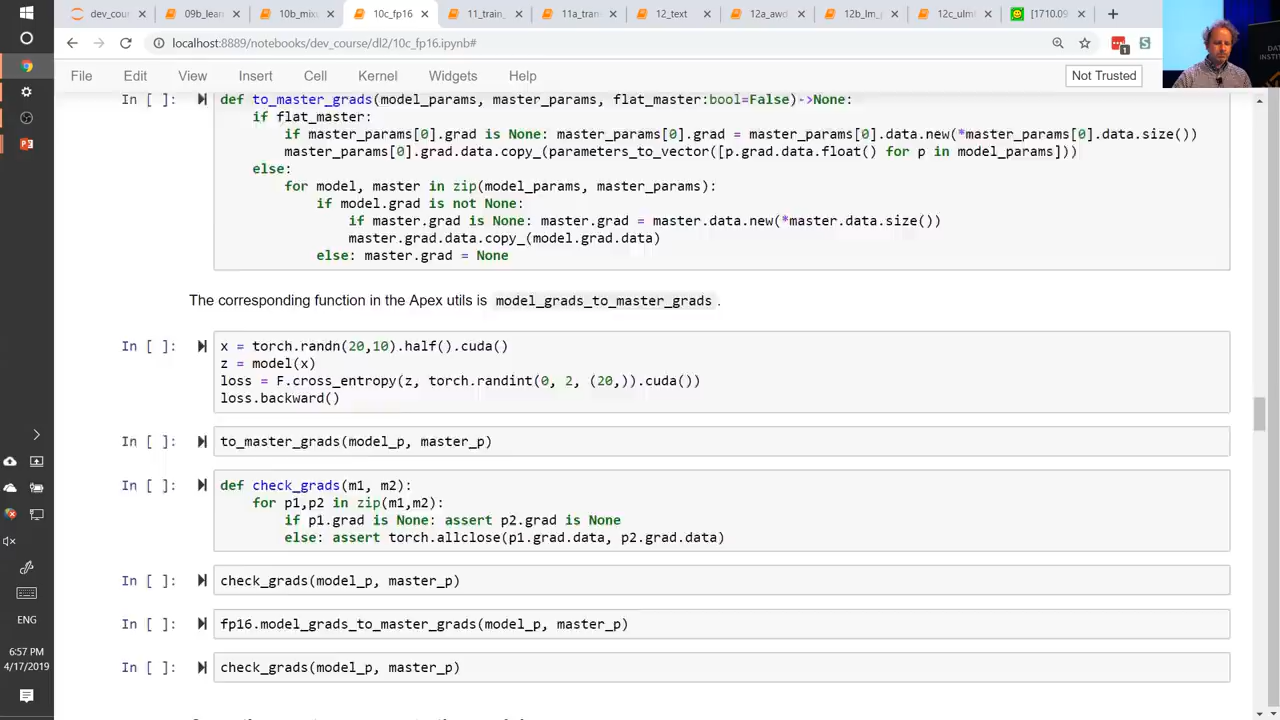 dev_cour
09b_lear
10b_mix
10c_fp16
11_train_
11a_tran
12_text
12a_awd
12b_lm_j
12c_ulmf
[1710.09
localhost:8889/notebooks/dev_course/dl2/10c_fp16.ipynb#
File Edit View Insert Cell Kernel Widgets Help Not Trusted
In [ ]: def to_master_grads(model_params, master_params, flat_master:bool=False)->None:
if flat_master:
if master_params[0].grad is None: master_params[0].grad = master_params[0].data.new(*master_params[0].data.size())
master_params[0].grad.data.copy_(parameters_to_vector([p.grad.data.float() for p in model_params]))
else:
for model, master in zip(model_params, master_params):
if model.grad is not None:
if master.grad is None: master.grad = master.data.new(*master.data.size())
master.grad.data.copy_(model.grad.data)
else: master.grad = None
The corresponding function in the Apex utils is model_grads_to_master_grads .
In [ ]: x = torch.randn(20,10).half().cuda()
z = model(x)
loss = F.cross_entropy(z, torch.randint(0, 2, (20,)).cuda())
loss.backward()
In [ ]: to_master_grads(model_p, master_p)
In [ ]: def check_grads(m1, m2):
for p1,p2 in zip(m1,m2):
if p1.grad is None: assert p2.grad is None
else: assert torch.allclose(p1.grad.data, p2.grad.data)
In [ ]: check_grads(model_p, master_p)
In [ ]: fp16.model_grads_to_master_grads(model_p, master_p)
In [ ]: check_grads(model_p, master_p)
ENG
6:57 PM
4/17/2019